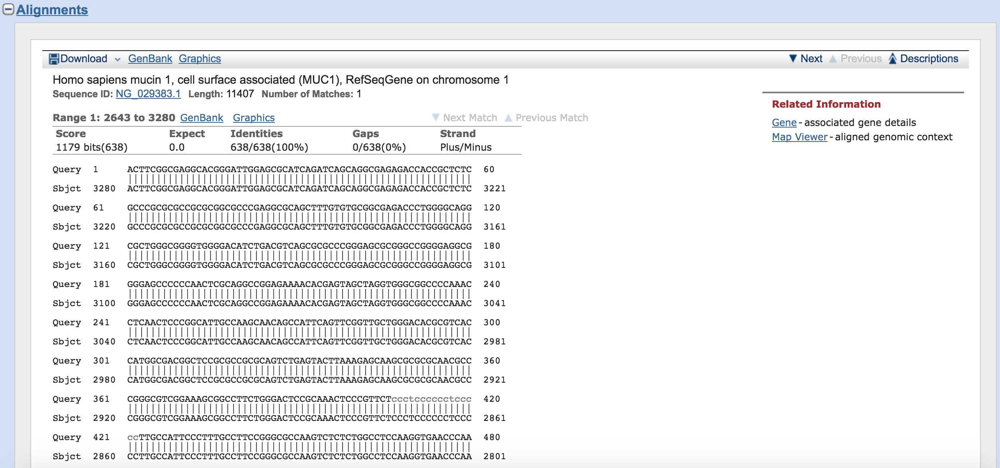 Alignments
Download GenBank Graphics Next Previous Descriptions
Homo sapiens mucin 1, cell surface associated (MUC1), RefSeqGene on chromosome 1
Sequence ID: NG_029383.1 Length: 11407 Number of Matches: 1
Related Information
Gene - associated gene details
Map Viewer - aligned genomic context
Range 1: 2643 to 3280 GenBank Graphics Next Match Previous Match
Score Expect Identities Gaps Strand
1179 bits(638) 0.0 638/638(100%) 0/638(0%) Plus/Minus
Query 1 ACTTCGGCGAGGCACGGGATTGGAGCGCATCAGATCAGCAGGCGAGAGACCACCGCTCTC 60
Sbjct 3280 ACTTCGGCGAGGCACGGGATTGGAGCGCATCAGATCAGCAGGCGAGAGACCACCGCTCTC 3221
Query 61 GCCCGCGCGCCGCGCGGCGCCCGAGGCGCAGCTTTGTGTGCGGCGAGACCCTGGGGCAGG 120
Sbjct 3220 GCCCGCGCGCCGCGCGGCGCCCGAGGCGCAGCTTTGTGTGCGGCGAGACCCTGGGGCAGG 3161
Query 121 CGCTGGGCGGGGTGGGGACATCTGACGTCAGCGCGCCCGGGAGCGCGGGCCGGGGAGGCG 180
Sbjct 3160 CGCTGGGCGGGGTGGGGACATCTGACGTCAGCGCGCCCGGGAGCGCGGGCCGGGGAGGCG 3101
Query 181 GGGAGCCCCCCAACTCGCAGGCCGGAGAAAACACGAGTAGCTAGGTGGGCGGCCCCAAAC 240
Sbjct 3100 GGGAGCCCCCCAACTCGCAGGCCGGAGAAAACACGAGTAGCTAGGTGGGCGGCCCCAAAC 3041
Query 241 CTCAACTCCCGGCATTGCCAAGCAACAGCCATTCAGTTCGGTTGCTGGGACACGCGTCAC 300
Sbjct 3040 CTCAACTCCCGGCATTGCCAAGCAACAGCCATTCAGTTCGGTTGCTGGGACACGCGTCAC 2981
Query 301 CATGGCGACGGCTCCGCGCCGCGCAGTCTGAGTACTTAAAGAGCAAGCGCGCGCAACGCC 360
Sbjct 2980 CATGGCGACGGCTCCGCGCCGCGCAGTCTGAGTACTTAAAGAGCAAGCGCGCGCAACGCC 2921
Query 361 CGGGCGTCGGAAAGCGGCCTTCTGGGACTCCGCAAACTCCCGTTCTccctccccccctccc 420
Sbjct 2920 CGGGCGTCGGAAAGCGGCCTTCTGGGACTCCGCAAACTCCCGTTCTCCCTCCCCCCTCCC 2861
Query 421 ccTTGCCATTCCCTTTGCCTTCCGGGCGCCAAGTCTCTCTGGCCTCCAAGGTGAACCCAA 480
Sbjct 2860 CCTTGCCATTCCCTTTGCCTTCCGGGCGCCAAGTCTCTCTGGCCTCCAAGGTGAACCCAA 2801